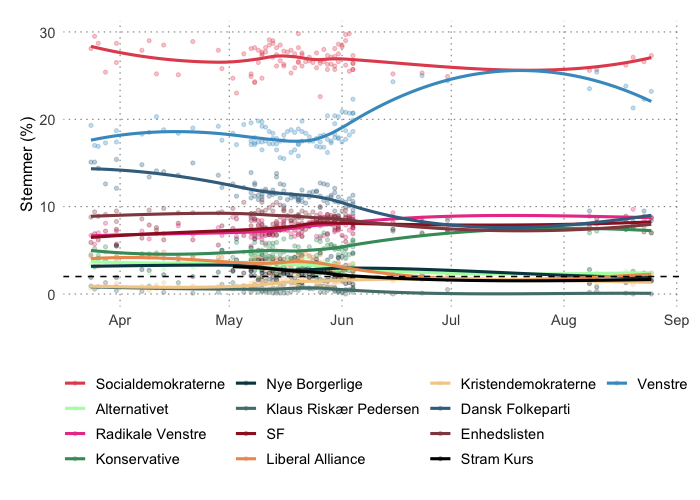 Stemmer (%)
30
20
10
0
Apr May Jun Jul Aug Sep
Socialdemokraterne Nye Borgerlige Kristendemokraterne Venstre
Alternativet Klaus Riskær Pedersen Dansk Folkeparti
Radikale Venstre SF Enhedslisten
Konservative Liberal Alliance Stram Kurs